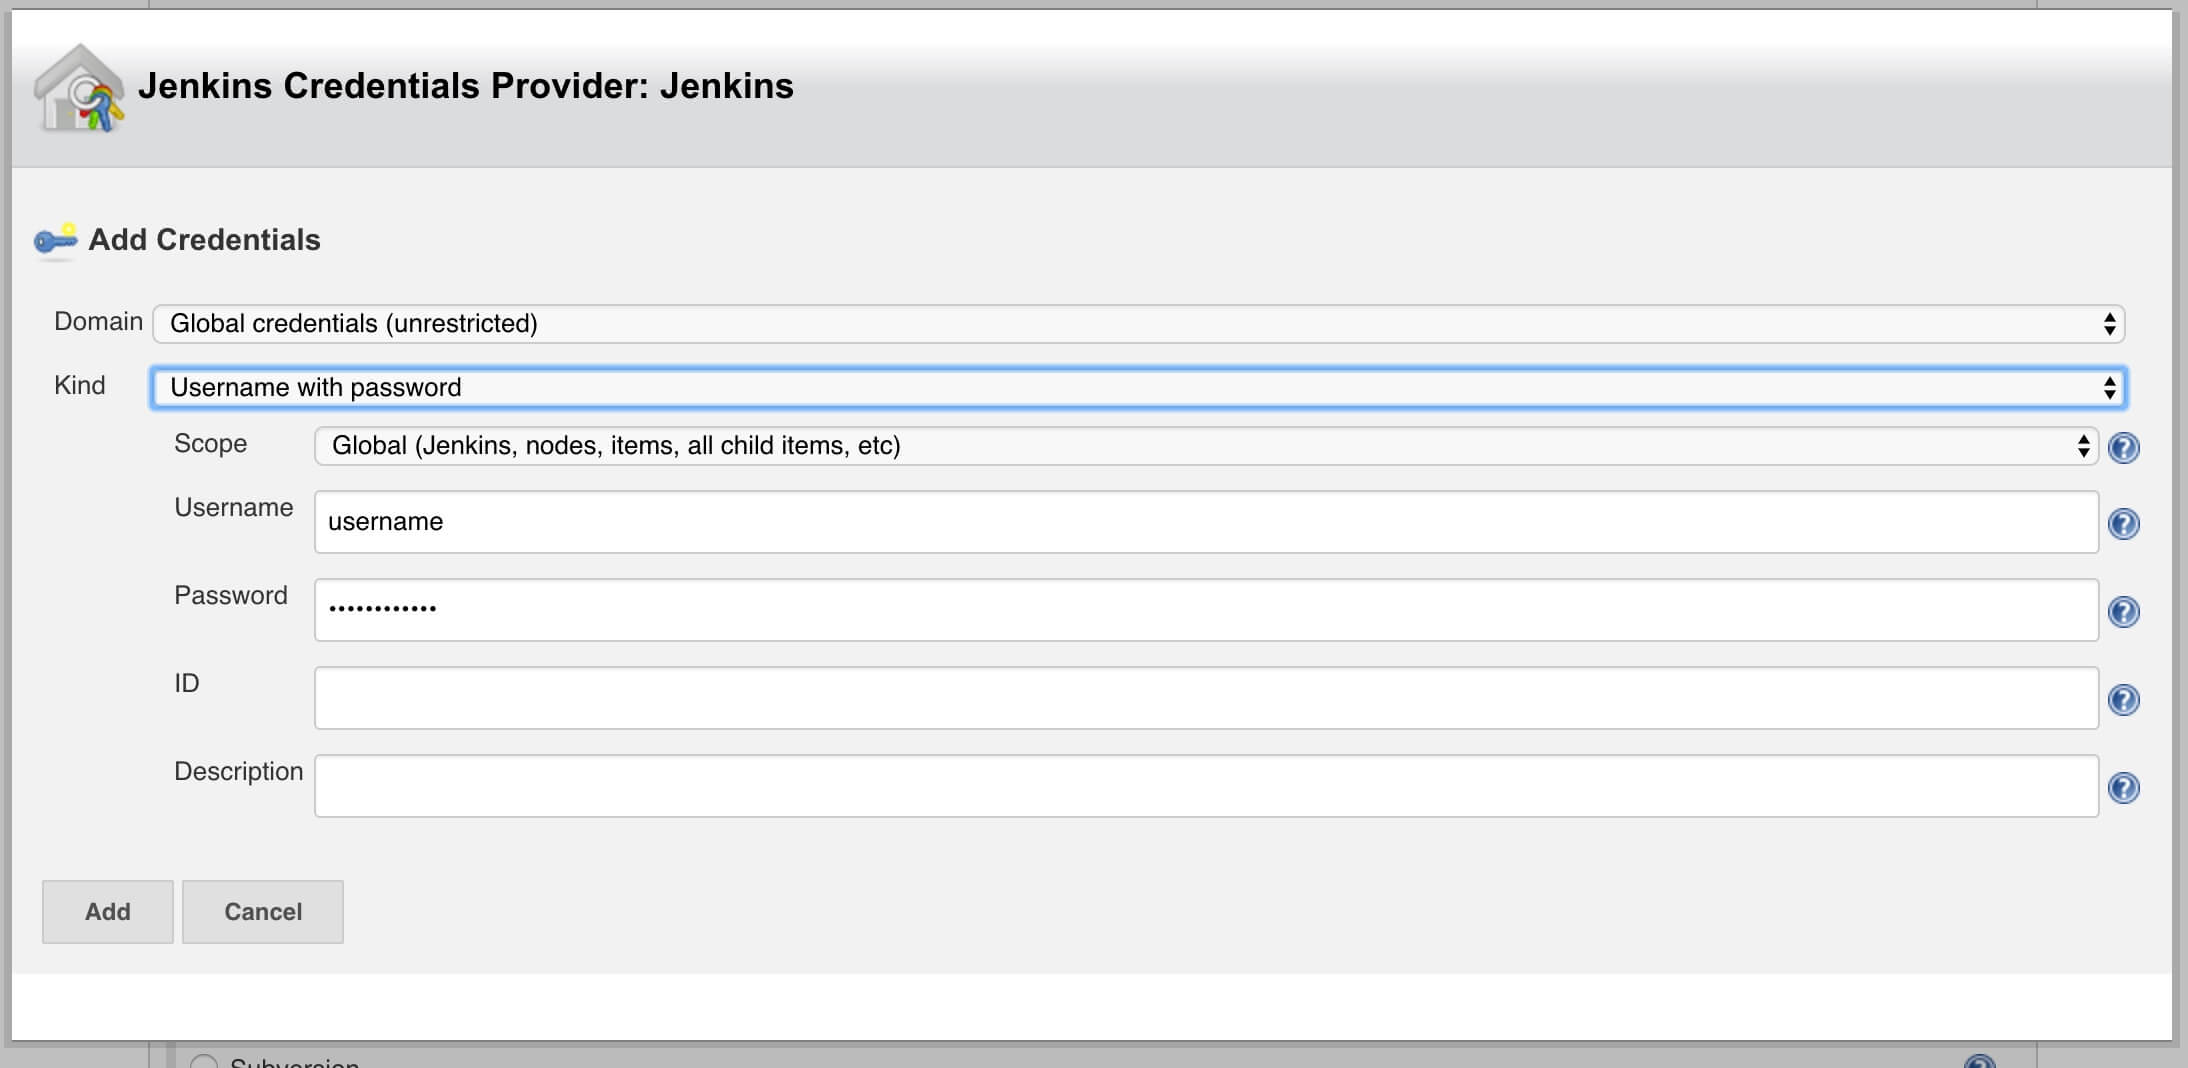 Jenkins Credentials Provider: Jenkins
Add Credentials
Domain Global credentials (unrestricted)
Kind Username with password
Scope Global (Jenkins, nodes, items, all child items, etc)
Username username
Password ••••••••••••
ID
Description
Add Cancel
Subversion